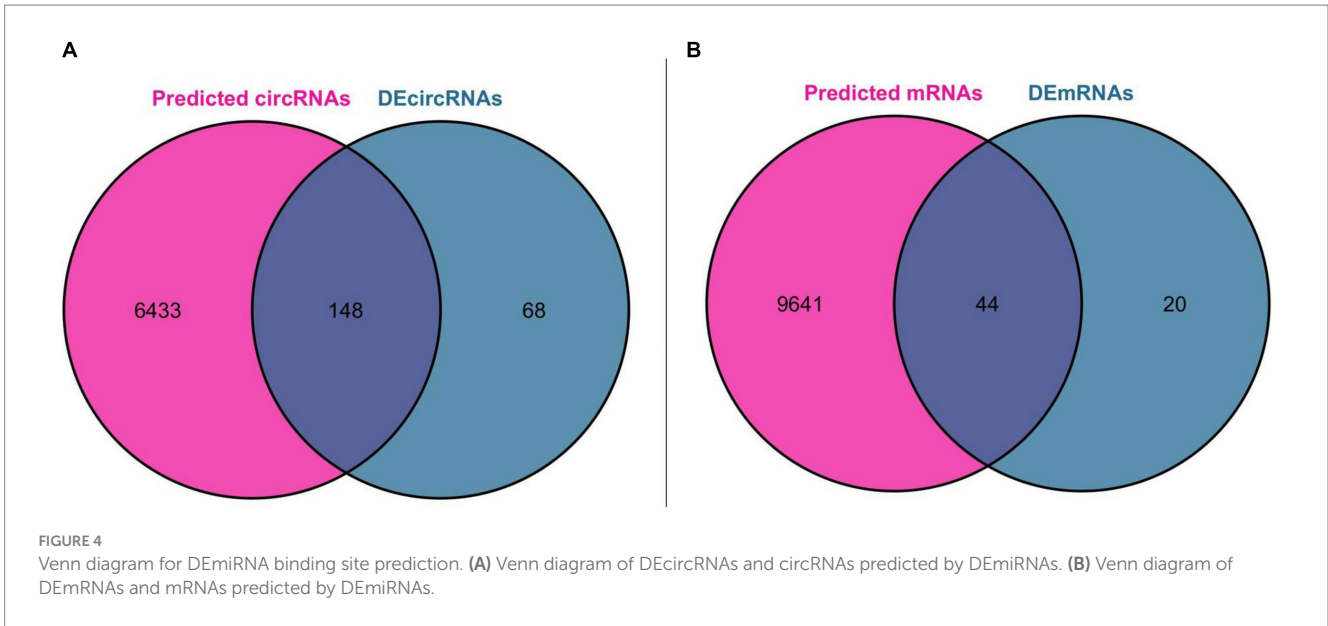 A
Predicted circRNAs DEcircRNAs
6433 148 68
B
Predicted mRNAs DEmRNAs
9641 44 20
FIGURE 4
Venn diagram for DEmiRNA binding site prediction. (A) Venn diagram of DEcircRNAs and circRNAs predicted by DEmiRNAs. (B) Venn diagram of
DEmRNAs and mRNAs predicted by DEmiRNAs.